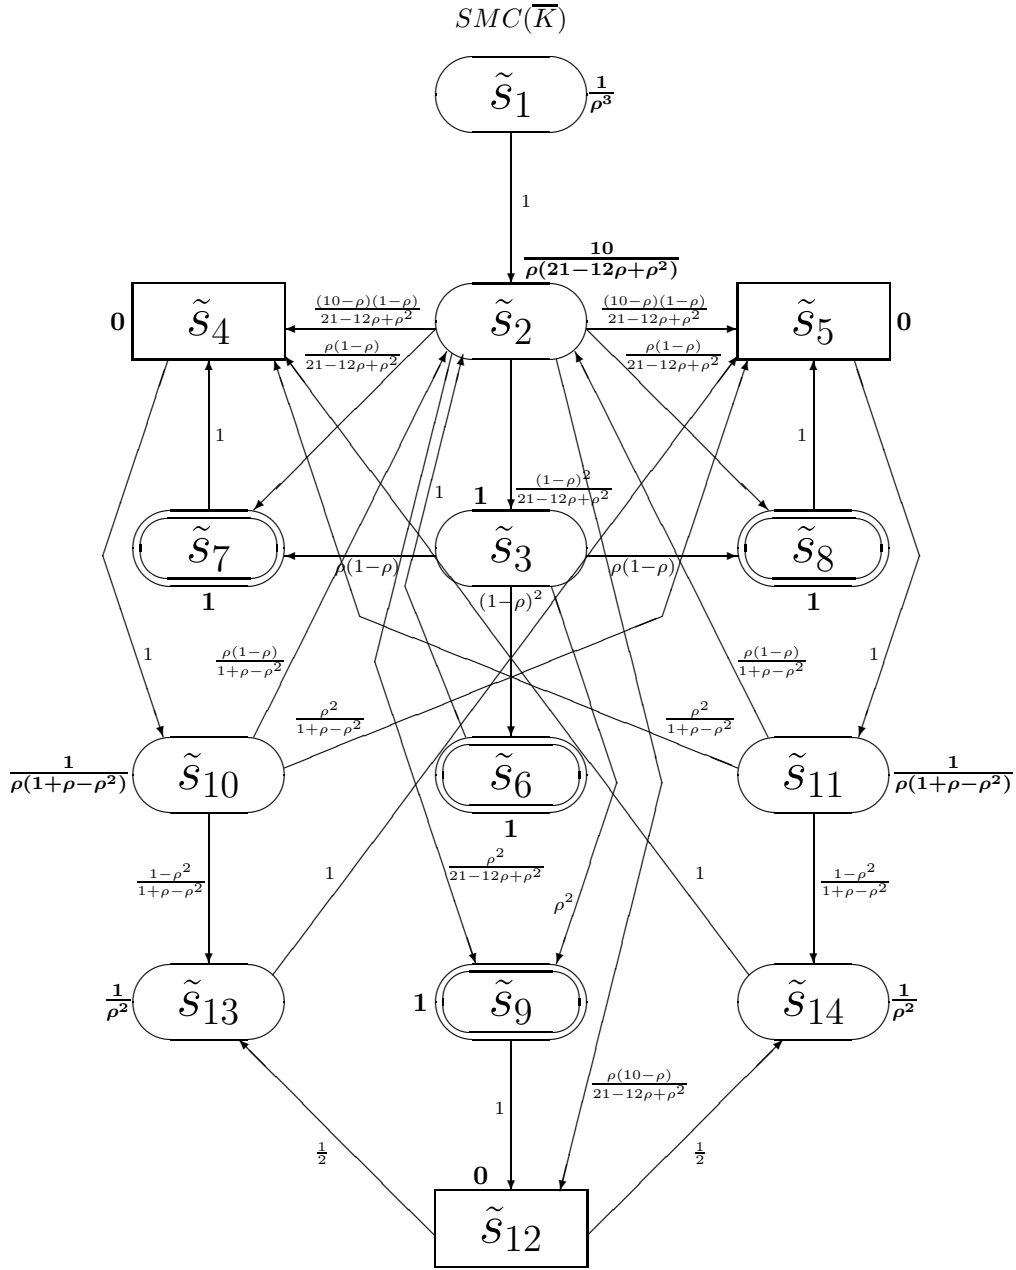 SMC(K̅)
s̃₁
1/ρ³
1
10/(ρ(21−12ρ+ρ²))
0
s̃₄
(10−ρ)(1−ρ)/(21−12ρ+ρ²)
s̃₂
(10−ρ)(1−ρ)/(21−12ρ+ρ²)
s̃₅
0
ρ(1−ρ)/(21−12ρ+ρ²)
ρ(1−ρ)/(21−12ρ+ρ²)
1
1
1
1
(1−ρ)²/(21−12ρ+ρ²)
s̃₇
s̃₃
s̃₈
ρ(1−ρ)
ρ(1−ρ)
1
(1−ρ)²
1
1
ρ(1−ρ)/(1+ρ−ρ²)
ρ(1−ρ)/(1+ρ−ρ²)
1
ρ²/(1+ρ−ρ²)
ρ²/(1+ρ−ρ²)
1/(ρ(1+ρ−ρ²))
s̃₁₀
s̃₆
s̃₁₁
1/(ρ(1+ρ−ρ²))
1
(1−ρ²)/(1+ρ−ρ²)
1
ρ²/(21−12ρ+ρ²)
1
(1−ρ²)/(1+ρ−ρ²)
ρ²
1/ρ²
s̃₁₃
1
s̃₉
s̃₁₄
1/ρ²
ρ(10−ρ)/(21−12ρ+ρ²)
1
1/2
1/2
0
s̃₁₂